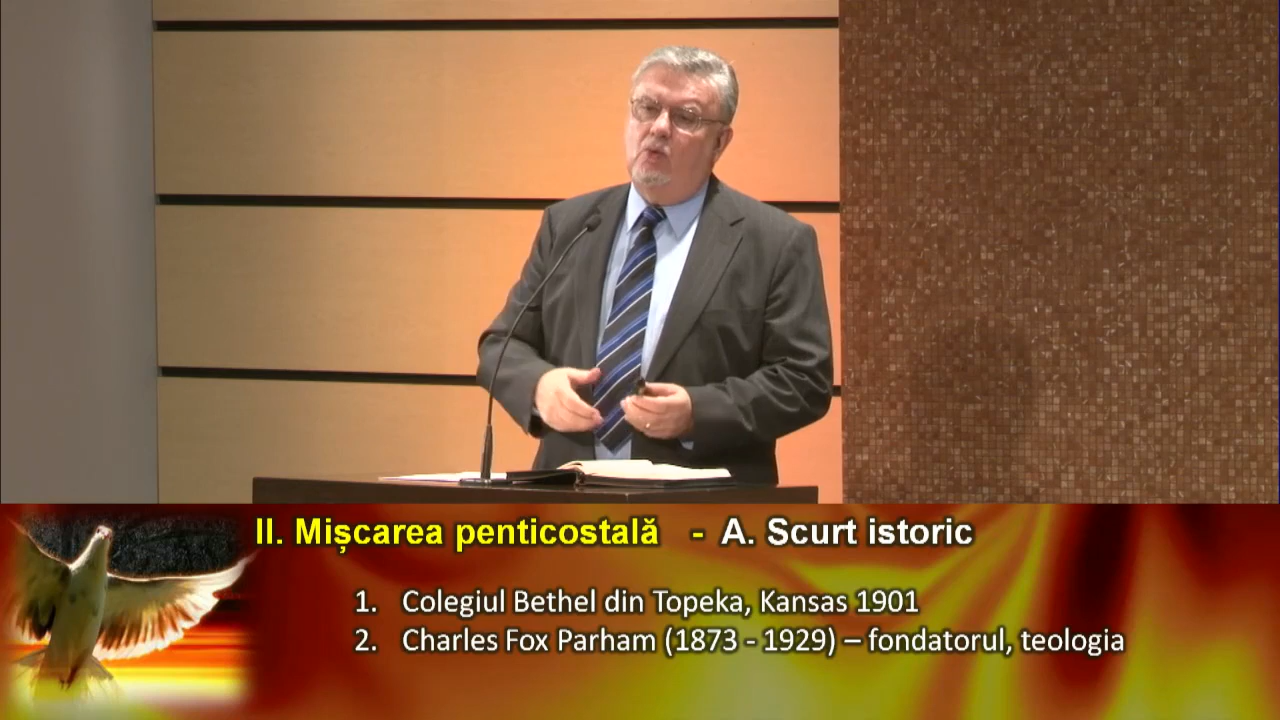 II. Mișcarea penticostală - A. Scurt istoric
1. Colegiul Bethel din Topeka, Kansas 1901
2. Charles Fox Parham (1873 - 1929) – fondatorul, teologia